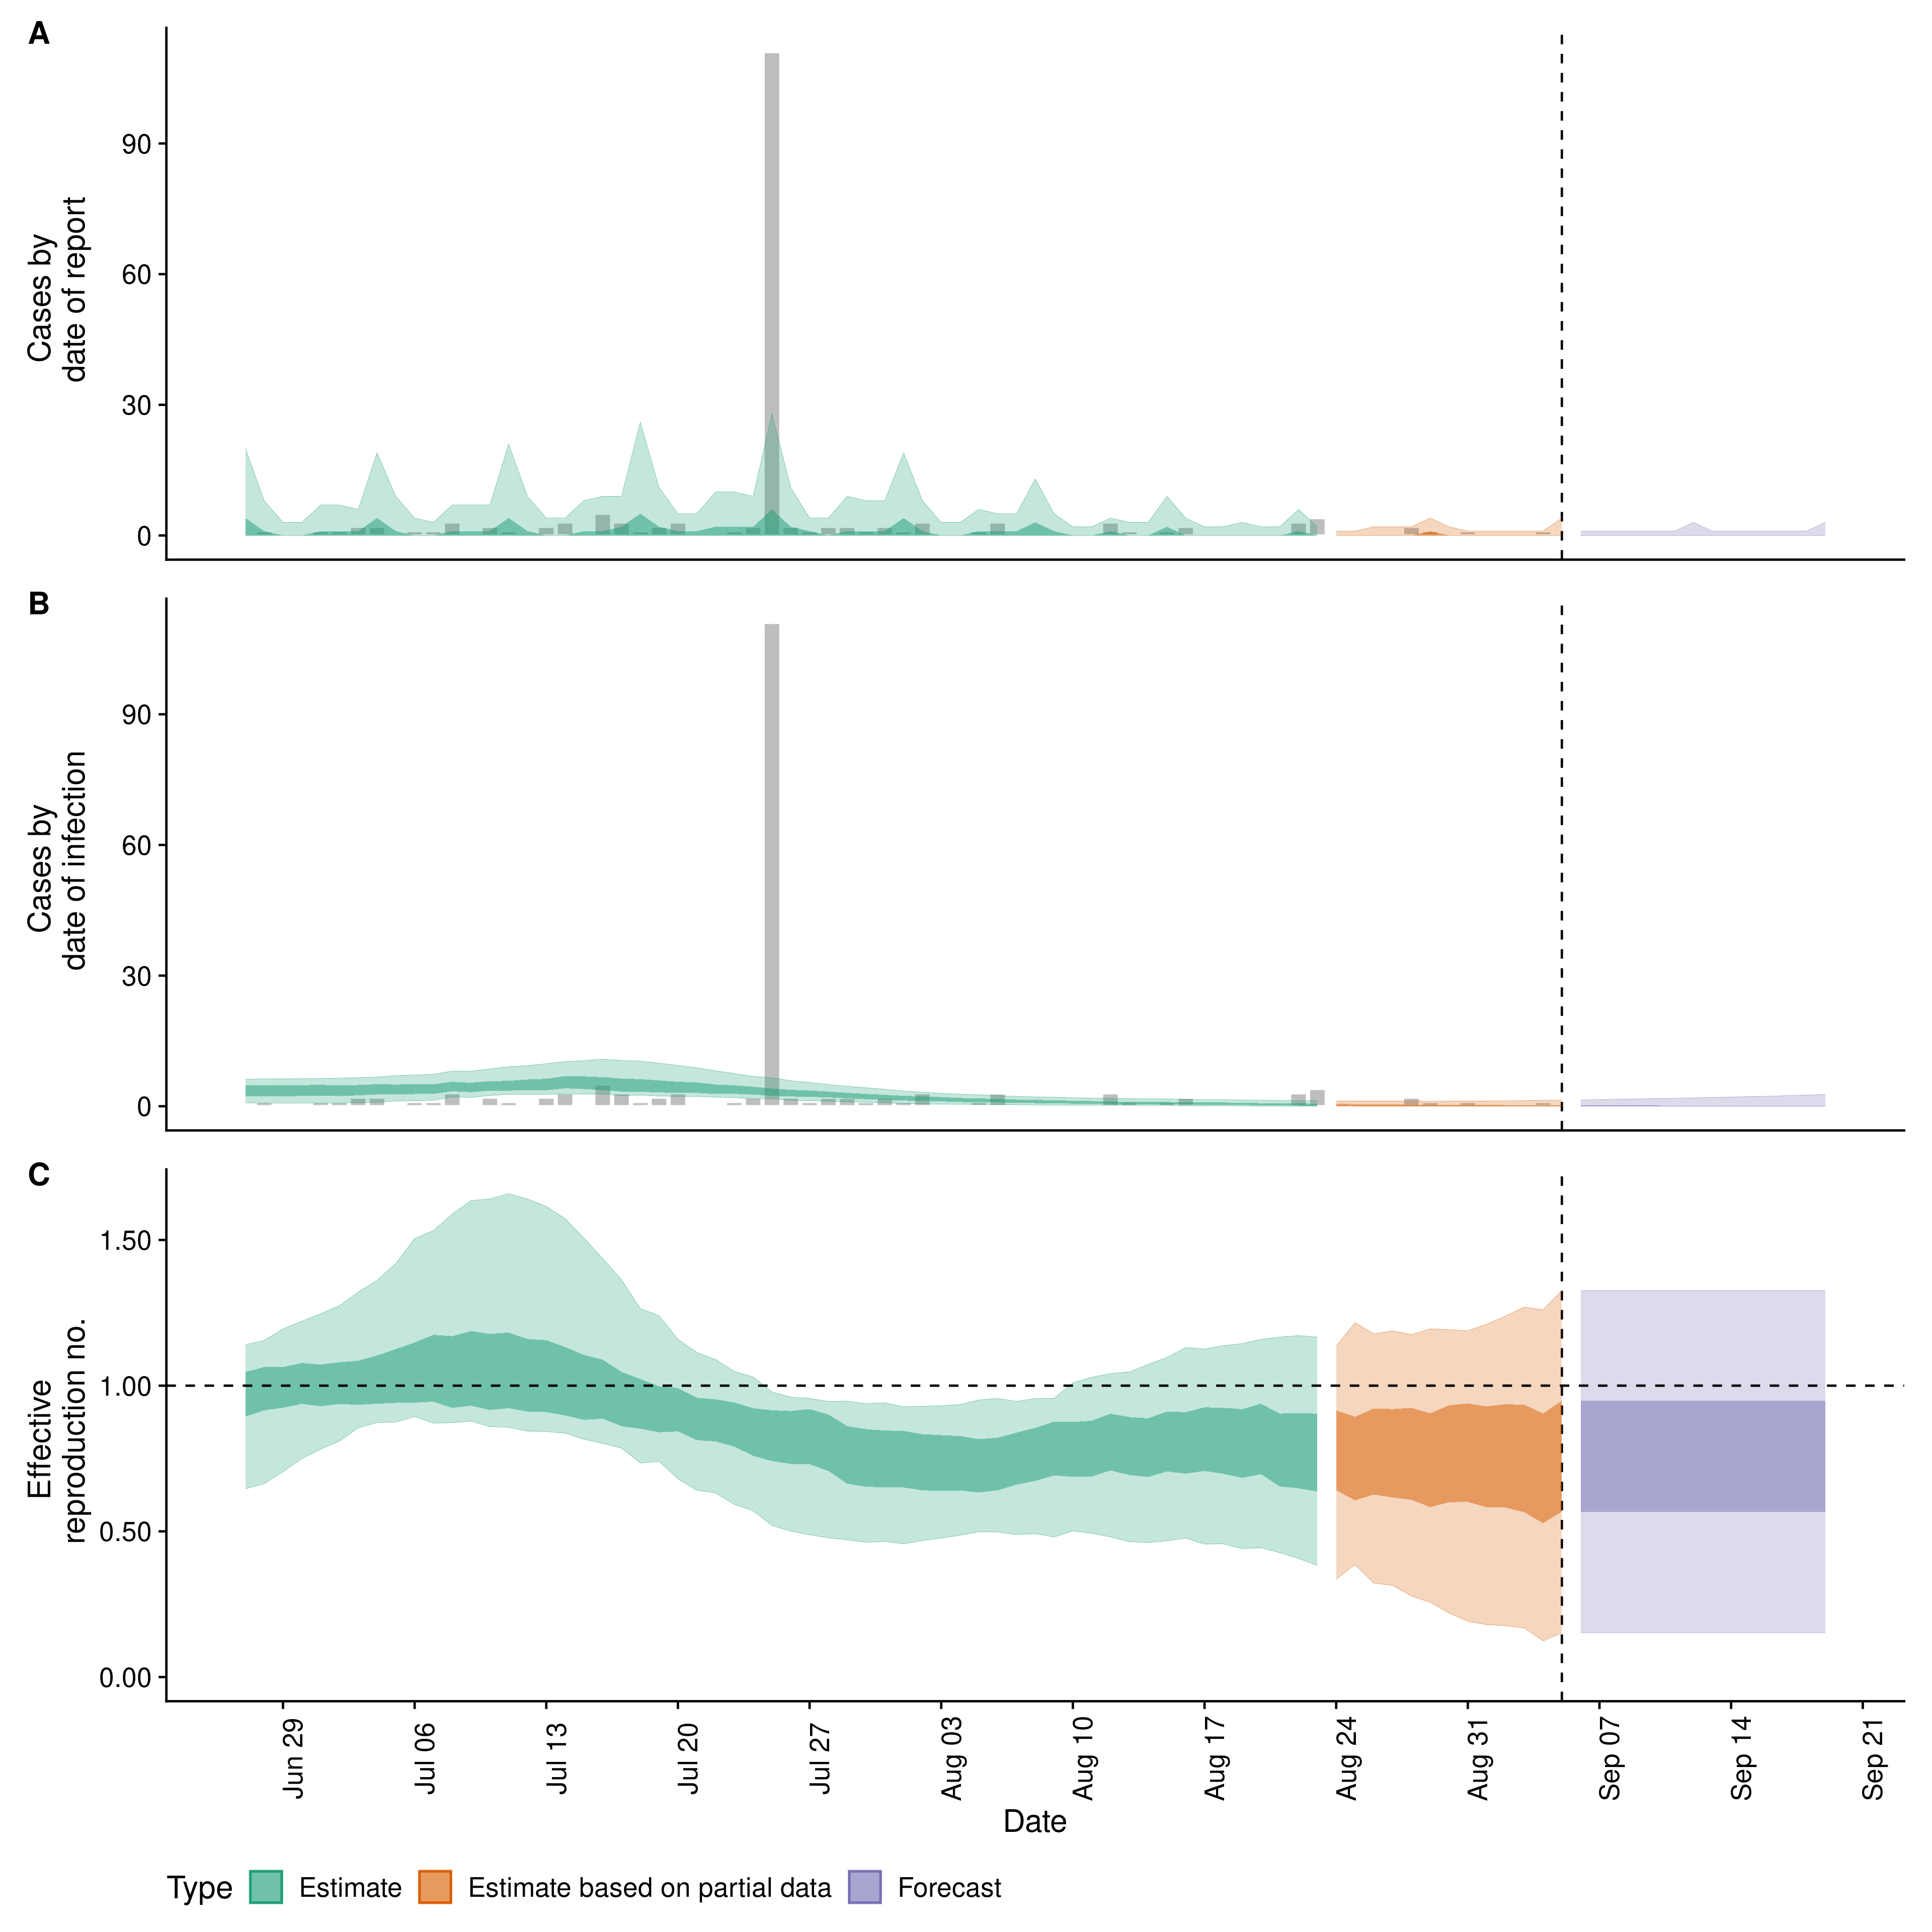 A
Cases by
date of report
90
60
30
0
B
Cases by
date of infection
90
60
30
0
C
Effective
reproduction no.
1.50
1.00
0.50
0.00
Jun 29
Jul 06
Jul 13
Jul 20
Jul 27
Aug 03
Aug 10
Aug 17
Aug 24
Aug 31
Sep 07
Sep 14
Sep 21
Date
Type Estimate Estimate based on partial data Forecast